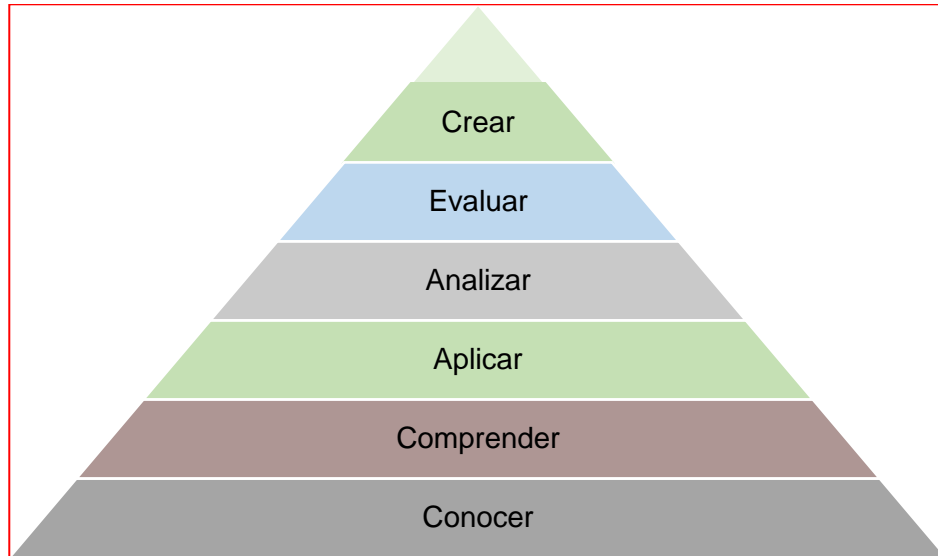 Crear
Evaluar
Analizar
Aplicar
Comprender
Conocer